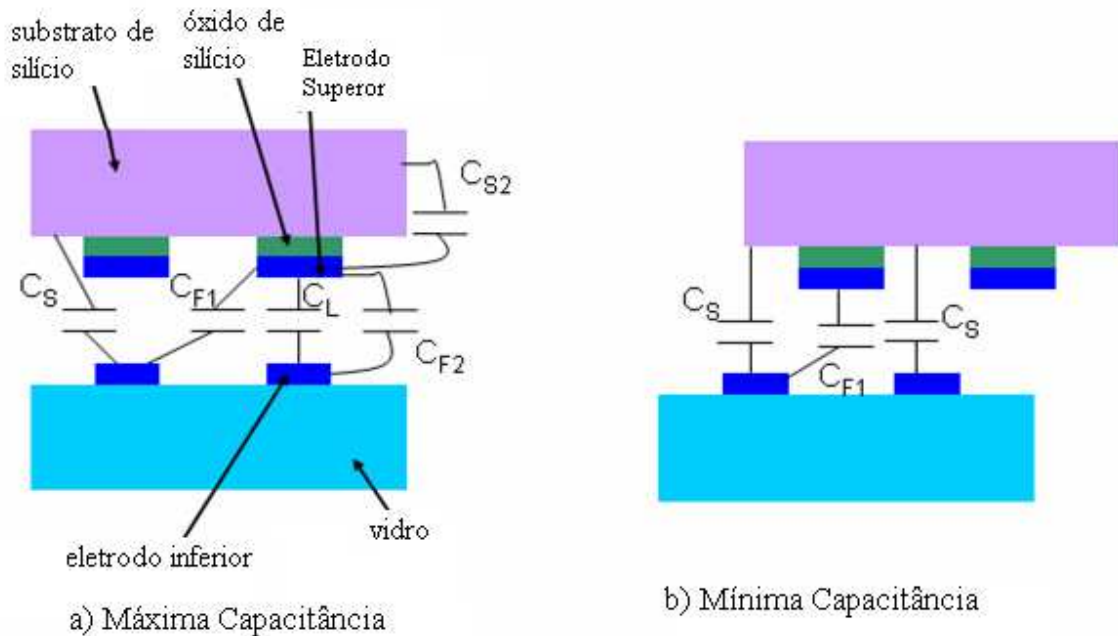 substrato de
silício
óxido de
silício
Eletrodo
Superor
C_S2
C_S
C_F1
C_L
C_F2
vidro
eletrodo inferior
a) Máxima Capacitância
C_S
C_S
C_F1
b) Mínima Capacitância